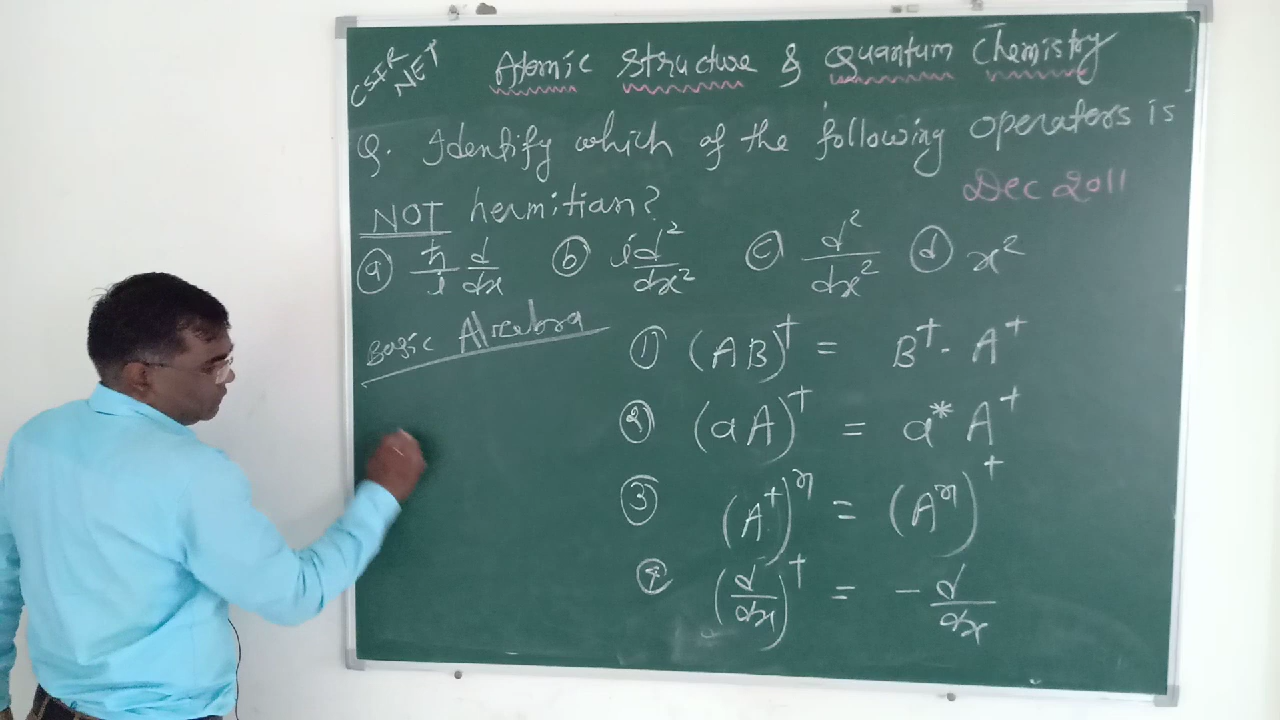 CSIR NET
Atomic Structure & Quantum Chemistry
Q. Identify which of the following operators is
Dec 2011
NOT hermitian?
ⓐ ℏ/i d/dx ⓑ i d²/dx² ⓒ d²/dx² ⓓ x²
Basic Algebra
① (AB)† = B† · A†
② (aA)† = a* A†
③ (A†)ⁿ = (Aⁿ)†
④ (d/dx)† = - d/dx